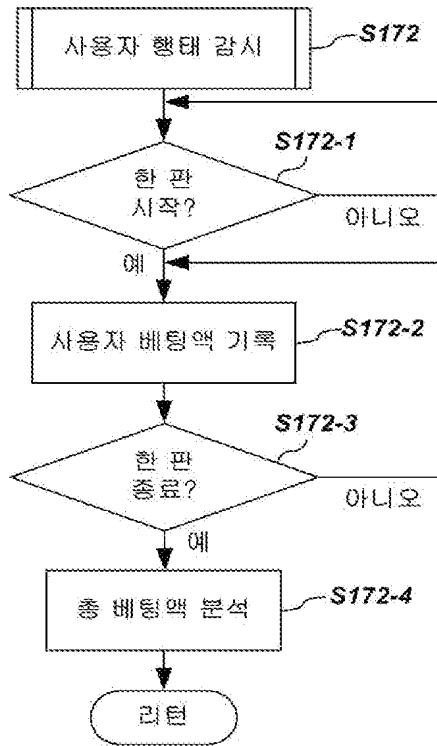 사용자 행태 감시
S172
S172-1
한 판
시작?
아니오
예
사용자 베팅액 기록
S172-2
S172-3
한 판
종료?
아니오
예
총 베팅액 분석
S172-4
리턴